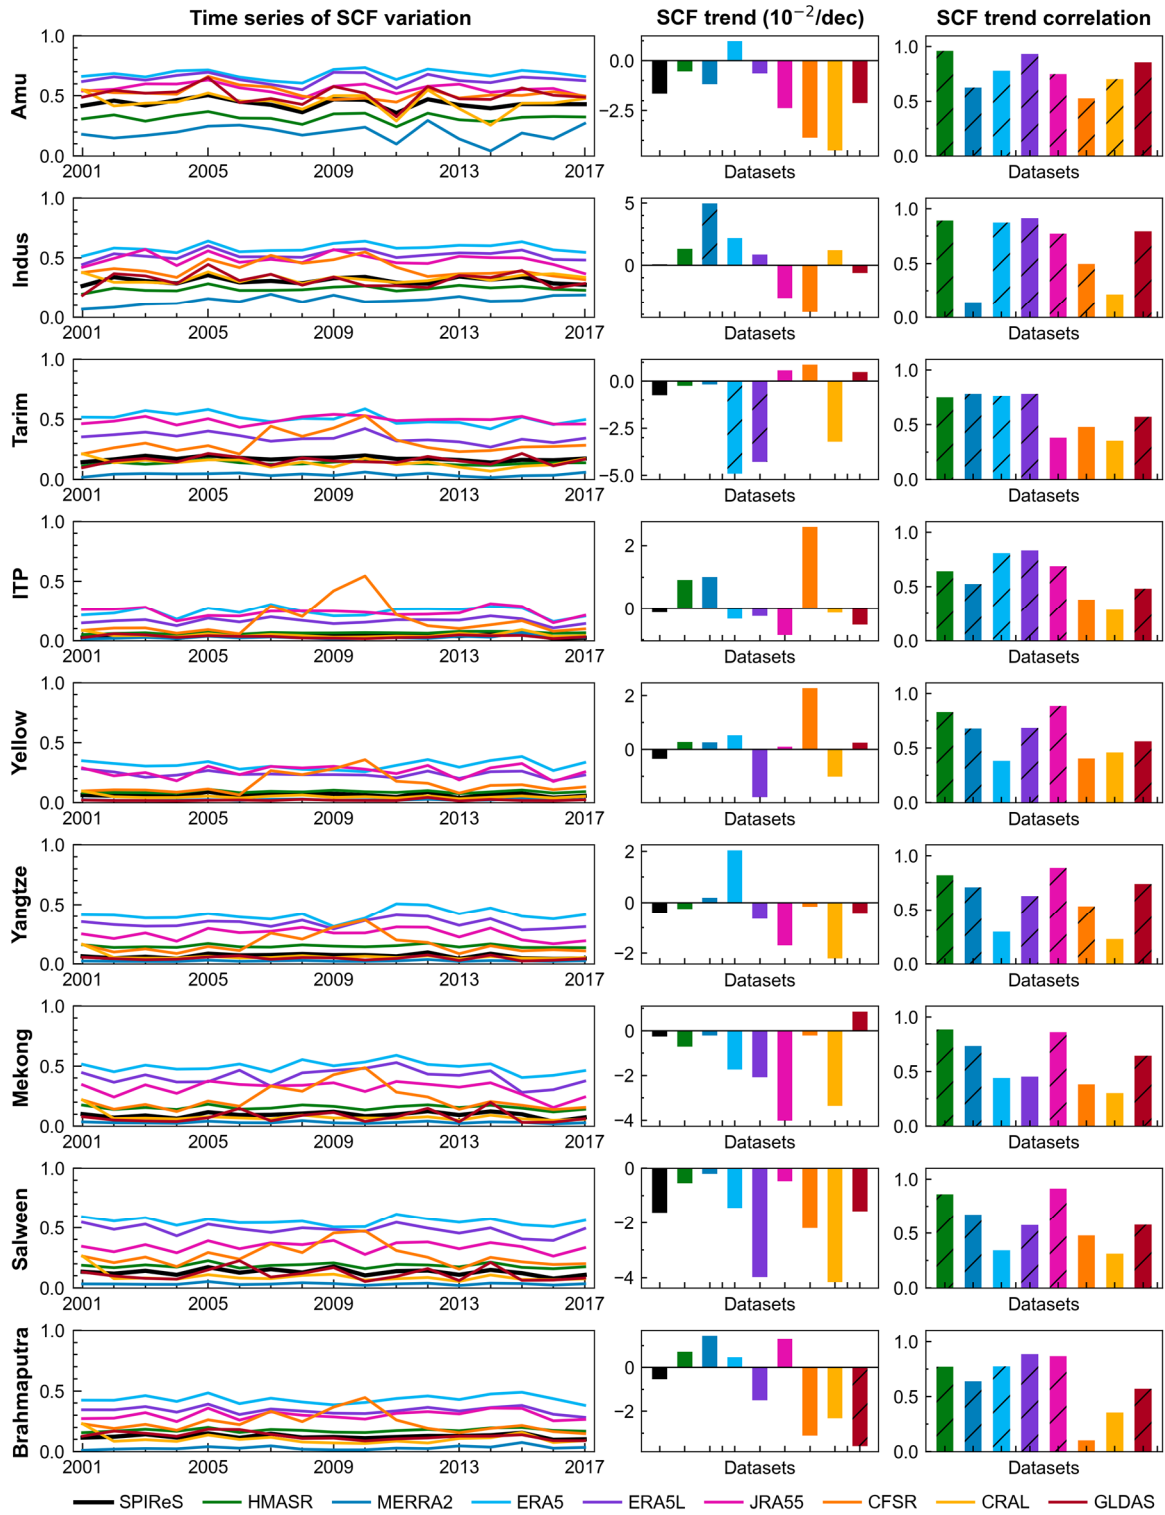 Time series of SCF variation SCF trend (10⁻²/dec) SCF trend correlation
Amu
1.0 0.5 0.0
2001 2005 2009 2013 2017
0.0 −2.5
Datasets
1.0 0.5 0.0
Datasets
Indus
1.0 0.5 0.0
2001 2005 2009 2013 2017
5 0
Datasets
1.0 0.5 0.0
Datasets
Tarim
1.0 0.5 0.0
2001 2005 2009 2013 2017
0.0 −2.5 −5.0
Datasets
1.0 0.5 0.0
Datasets
ITP
1.0 0.5 0.0
2001 2005 2009 2013 2017
2 0
Datasets
1.0 0.5 0.0
Datasets
Yellow
1.0 0.5 0.0
2001 2005 2009 2013 2017
2 0
Datasets
1.0 0.5 0.0
Datasets
Yangtze
1.0 0.5 0.0
2001 2005 2009 2013 2017
2 0 −2
Datasets
1.0 0.5 0.0
Datasets
Mekong
1.0 0.5 0.0
2001 2005 2009 2013 2017
0 −2 −4
Datasets
1.0 0.5 0.0
Datasets
Salween
1.0 0.5 0.0
2001 2005 2009 2013 2017
0 −2 −4
Datasets
1.0 0.5 0.0
Datasets
Brahmaputra
1.0 0.5 0.0
2001 2005 2009 2013 2017
0 −2
Datasets
1.0 0.5 0.0
Datasets
SPIReS HMASR MERRA2 ERA5 ERA5L JRA55 CFSR CRAL GLDAS